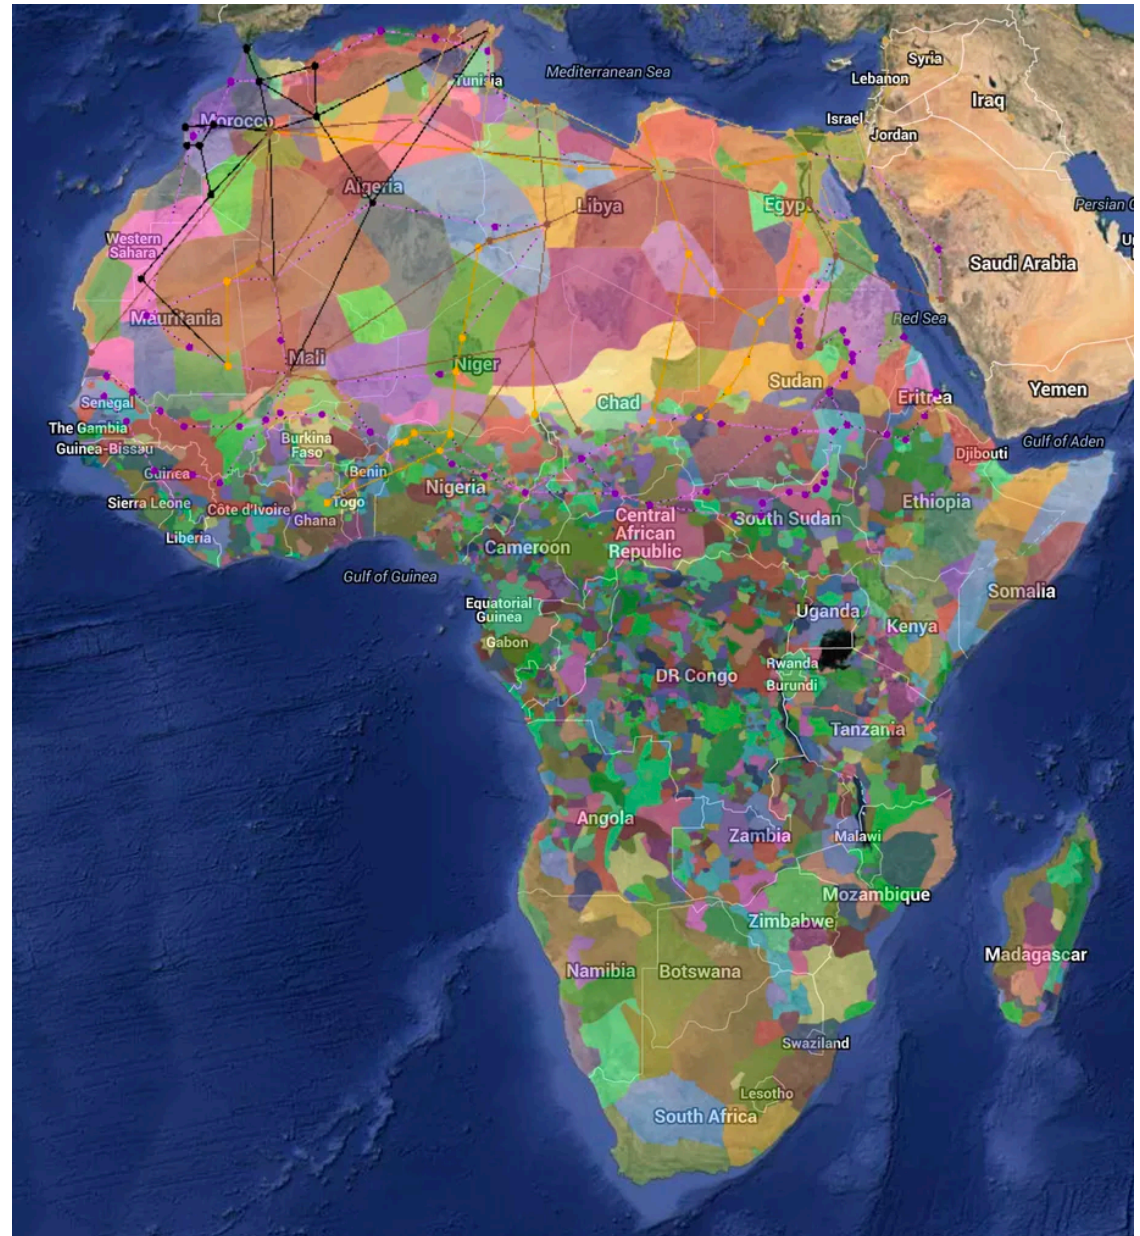 Syria
Mediterranean Sea
Lebanon
Tunisia
Iraq
Morocco
Israel
Jordan
Algeria
Libya
Egypt
Persian G
Western
Sahara
U
Saudi Arabia
Mauritania
Red Sea
Mali
Niger
Sudan
Yemen
Chad
Eritrea
Senegal
The Gambia
Burkina
Faso
Gulf of Aden
Guinea-Bissau
Djibouti
Guinea
Benin
Nigeria
Sierra Leone
Togo
Ethiopia
Côte d'Ivoire
Ghana
Central
African
Republic
South Sudan
Liberia
Cameroon
Gulf of Guinea
Somalia
Equatorial
Guinea
Uganda
Kenya
Gabon
Rwanda
DR Congo
Burundi
Tanzania
Angola
Zambia
Malawi
Mozambique
Zimbabwe
Madagascar
Namibia
Botswana
Swaziland
Lesotho
South Africa